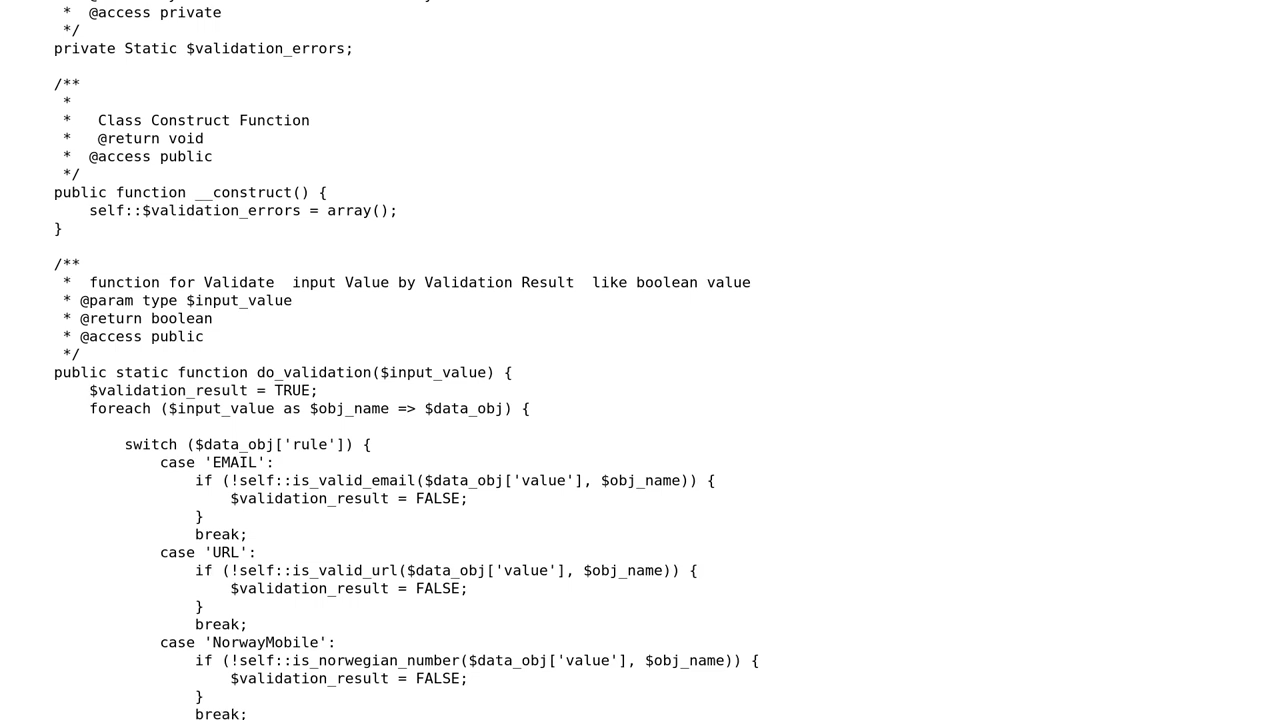 *  @access private
 */
private Static $validation_errors;

/**
 *
 *   Class Construct Function
 *   @return void
 *  @access public
 */
public function __construct() {
    self::$validation_errors = array();
}

/**
 *  function for Validate  input Value by Validation Result  like boolean value
 * @param type $input_value
 * @return boolean
 * @access public
 */
public static function do_validation($input_value) {
    $validation_result = TRUE;
    foreach ($input_value as $obj_name => $data_obj) {

        switch ($data_obj['rule']) {
            case 'EMAIL':
                if (!self::is_valid_email($data_obj['value'], $obj_name)) {
                    $validation_result = FALSE;
                }
                break;
            case 'URL':
                if (!self::is_valid_url($data_obj['value'], $obj_name)) {
                    $validation_result = FALSE;
                }
                break;
            case 'NorwayMobile':
                if (!self::is_norwegian_number($data_obj['value'], $obj_name)) {
                    $validation_result = FALSE;
                }
                break;